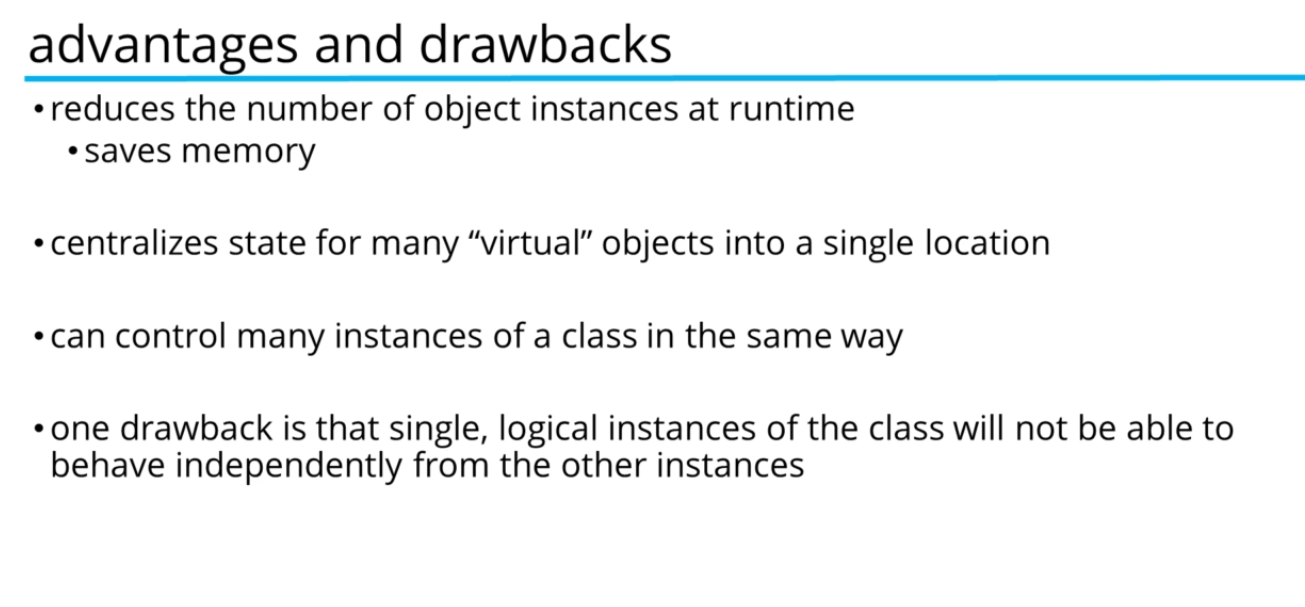 advantages and drawbacks
•reduces the number of object instances at runtime
•saves memory
•centralizes state for many “virtual” objects into a single location
•can control many instances of a class in the same way
•one drawback is that single, logical instances of the class will not be able to
behave independently from the other instances